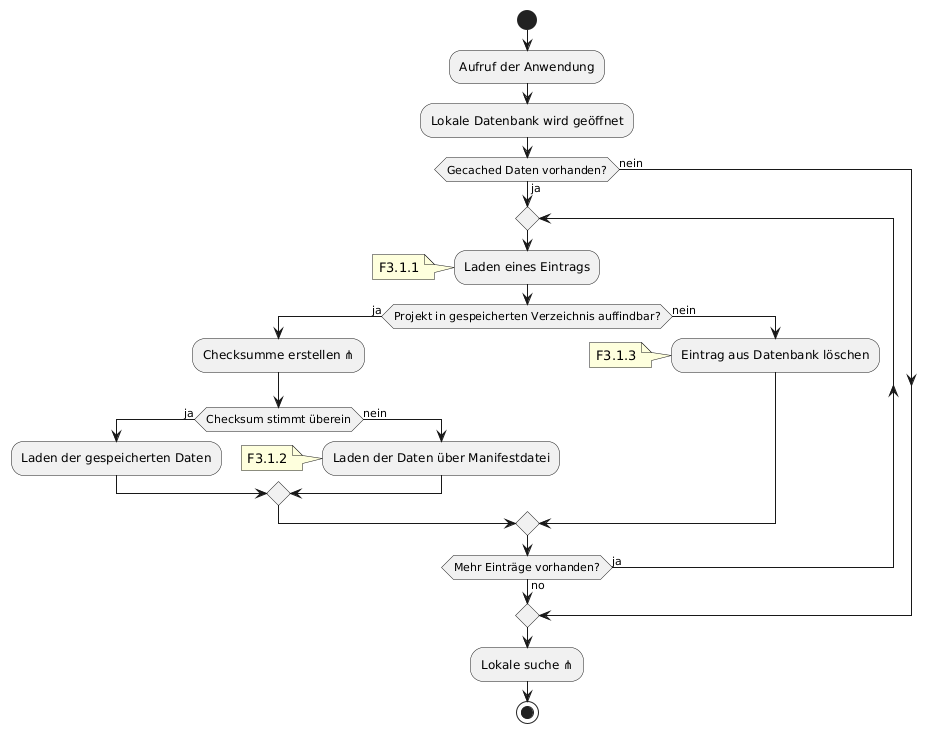 Aufruf der Anwendung
Lokale Datenbank wird geöffnet
Gecached Daten vorhanden?
nein
ja
F3.1.1
Laden eines Eintrags
ja
Projekt in gespeicherten Verzeichnis auffindbar?
nein
Checksumme erstellen ⋔
F3.1.3
Eintrag aus Datenbank löschen
ja
Checksum stimmt überein
nein
Laden der gespeicherten Daten
F3.1.2
Laden der Daten über Manifestdatei
Mehr Einträge vorhanden?
ja
no
Lokale suche ⋔